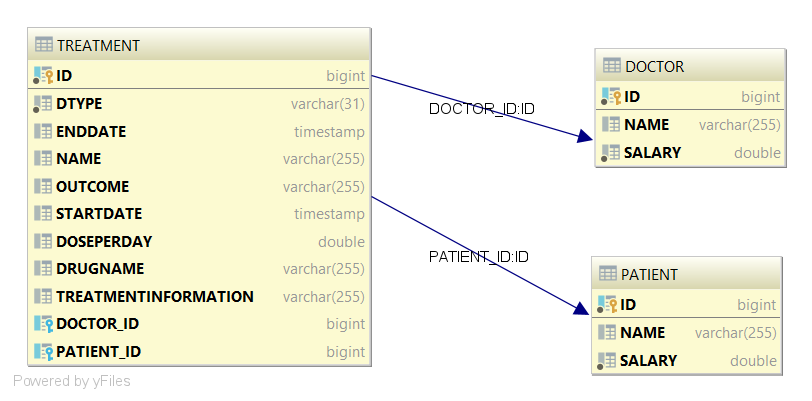 TREATMENT
ID bigint
DTYPE varchar(31)
ENDDATE timestamp
NAME varchar(255)
OUTCOME varchar(255)
STARTDATE timestamp
DOSEPERDAY double
DRUGNAME varchar(255)
TREATMENTINFORMATION varchar(255)
DOCTOR_ID bigint
PATIENT_ID bigint
DOCTOR_ID:ID
PATIENT_ID:ID
DOCTOR
ID bigint
NAME varchar(255)
SALARY double
PATIENT
ID bigint
NAME varchar(255)
SALARY double
Powered by yFiles